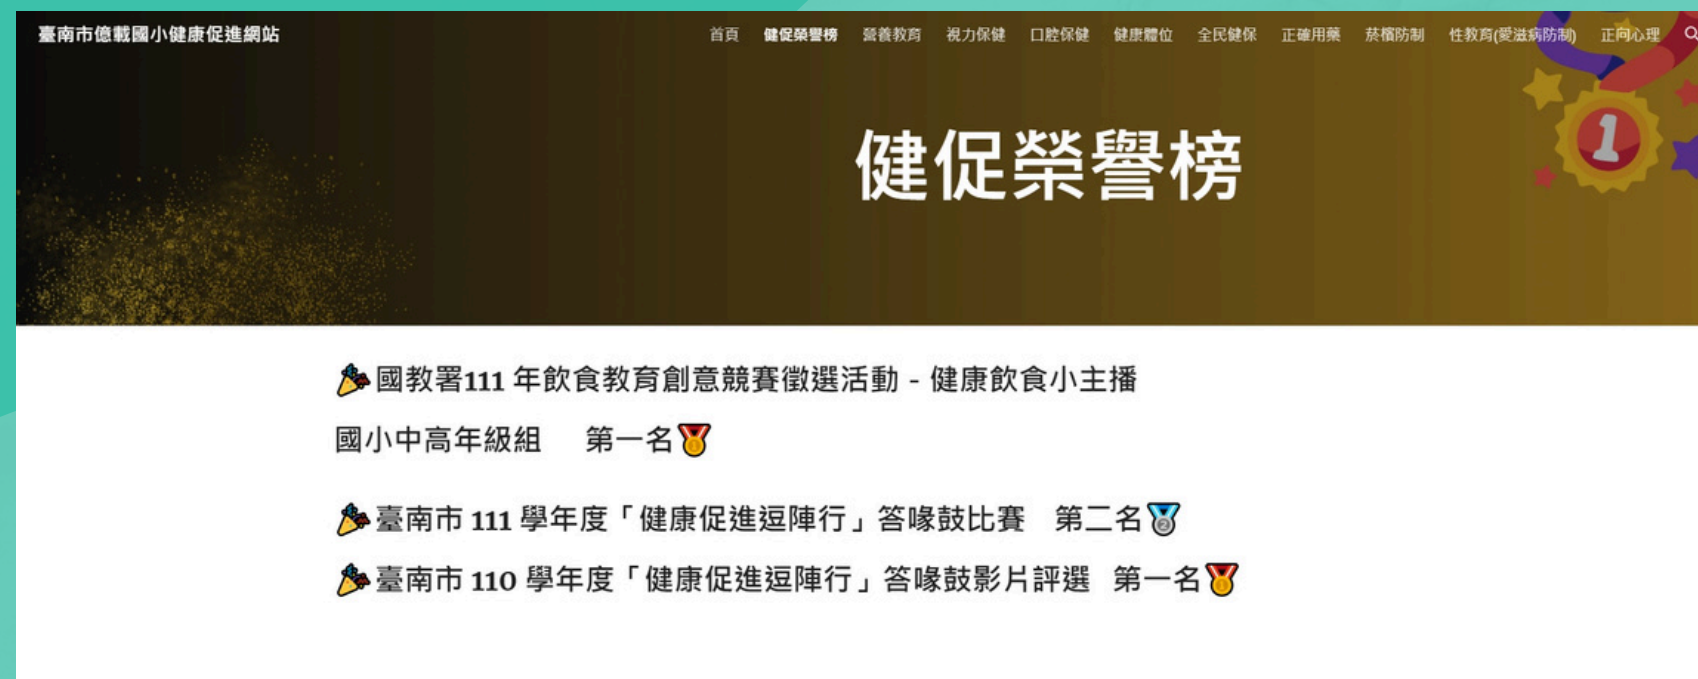 臺南市億載國小健康促進網站
首頁 健促榮譽榜 營養教育 視力保健 口腔保健 健康體位 全民健保 正確用藥 菸檳防制 性教育(愛滋病防制) 正向心理
1
健促榮譽榜
國教署111 年飲食教育創意競賽徵選活動 - 健康飲食小主播
國小中高年級組 第一名
臺南市 111 學年度「健康促進逗陣行」答喙鼓比賽 第二名
臺南市 110 學年度「健康促進逗陣行」答喙鼓影片評選 第一名